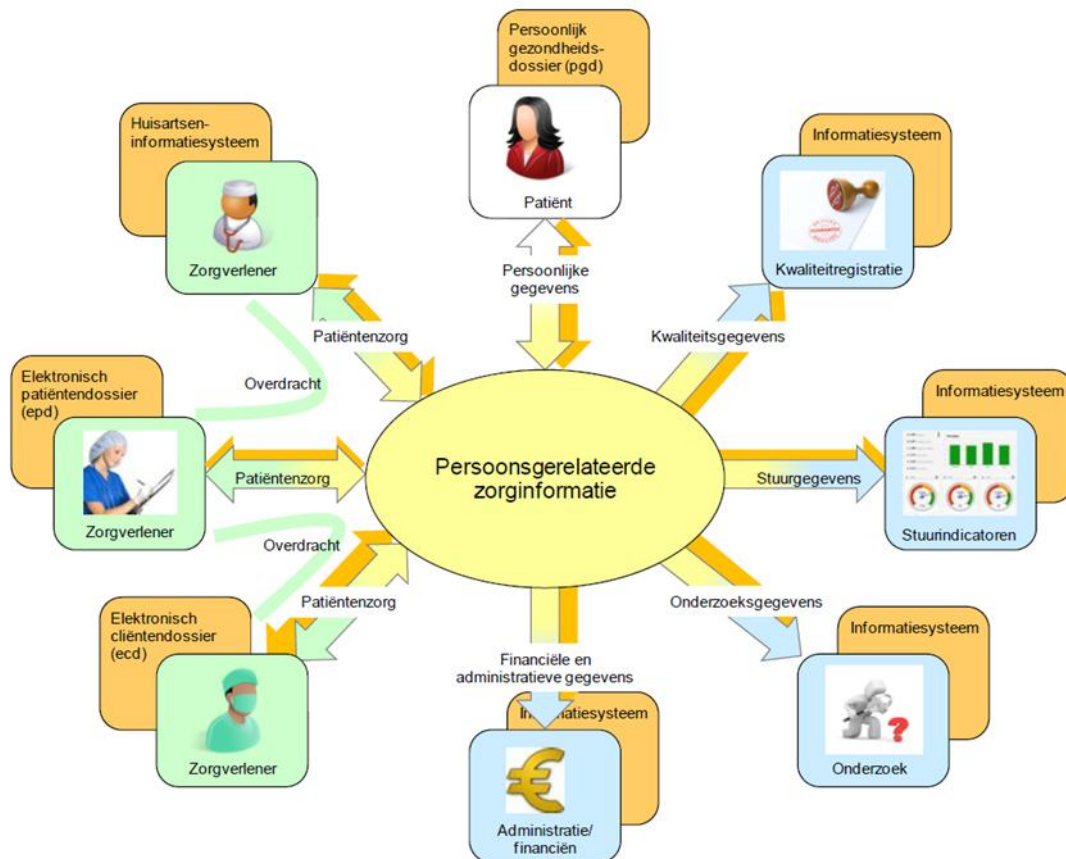 Persoonlijk
gezondheids-
dossier (pgd)
Patiënt
Huisartsen-
informatiesysteem
Zorgverlener
Informatiesysteem
Kwaliteitregistratie
Persoonlijke
gegevens
Patiëntenzorg
Kwaliteitsgegevens
Overdracht
Elektronisch
patiëntendossier
(epd)
Zorgverlener
Patiëntenzorg
Persoonsgerelateerde
zorginformatie
Stuurgegevens
Informatiesysteem
Stuurindicatoren
Overdracht
Patiëntenzorg
Onderzoeksgegevens
Elektronisch
cliëntendossier
(ecd)
Zorgverlener
Financiële en
administratieve gegevens
Informatiesysteem
Administratie/
financiën
Informatiesysteem
?
Onderzoek